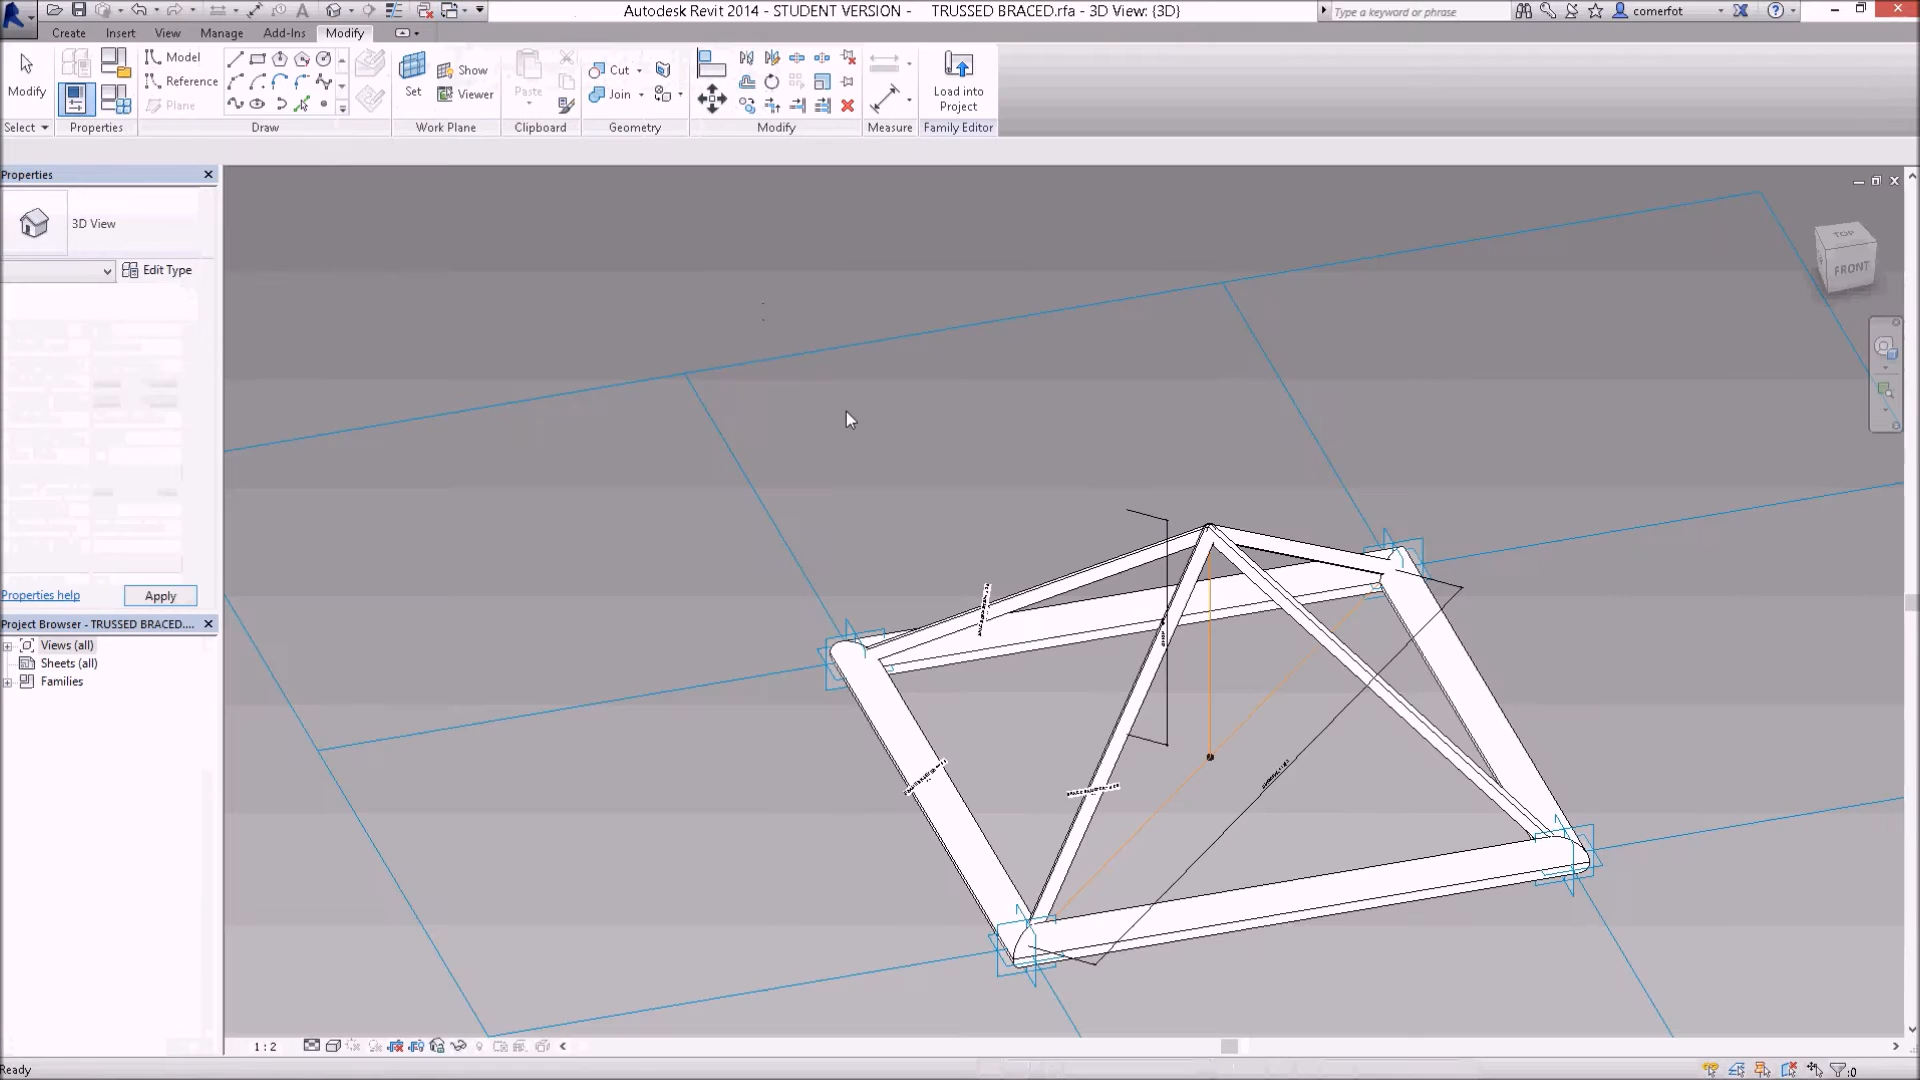 Autodesk Revit 2014 - STUDENT VERSION - TRUSSED BRACED.rfa - 3D View: {3D}
Type a keyword or phrase
comerfot
Create Insert View Manage Add-Ins Modify
Modify
Model
Reference
Plane
Set
Show
Viewer
Paste
Cut
Join
Load into
Project
Select Properties Draw Work Plane Clipboard Geometry Modify Measure Family Editor
Properties
3D View
Edit Type
Properties help
Apply
Project Browser - TRUSSED BRACED....
Views (all)
Sheets (all)
Families
TOP
FRONT
1 : 2
Ready
:0